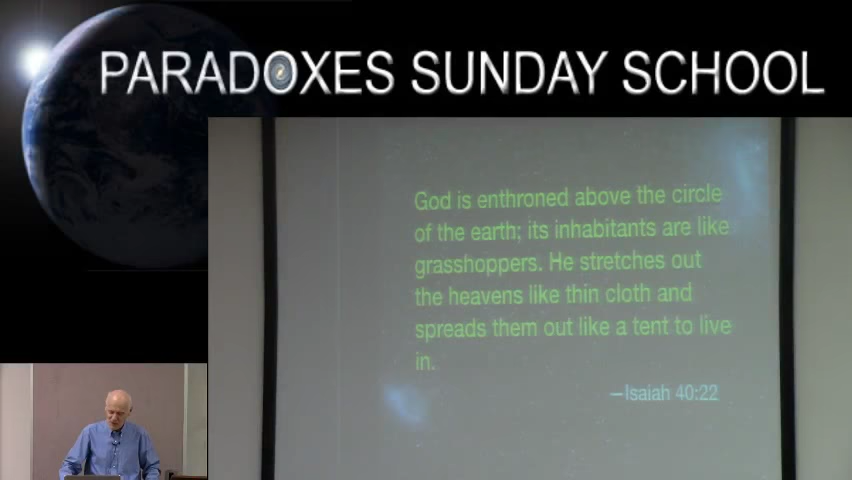 PARADOXES SUNDAY SCHOOL
God is enthroned above the circle
of the earth; its inhabitants are like
grasshoppers. He stretches out
the heavens like thin cloth and
spreads them out like a tent to live
in.
—Isaiah 40:22